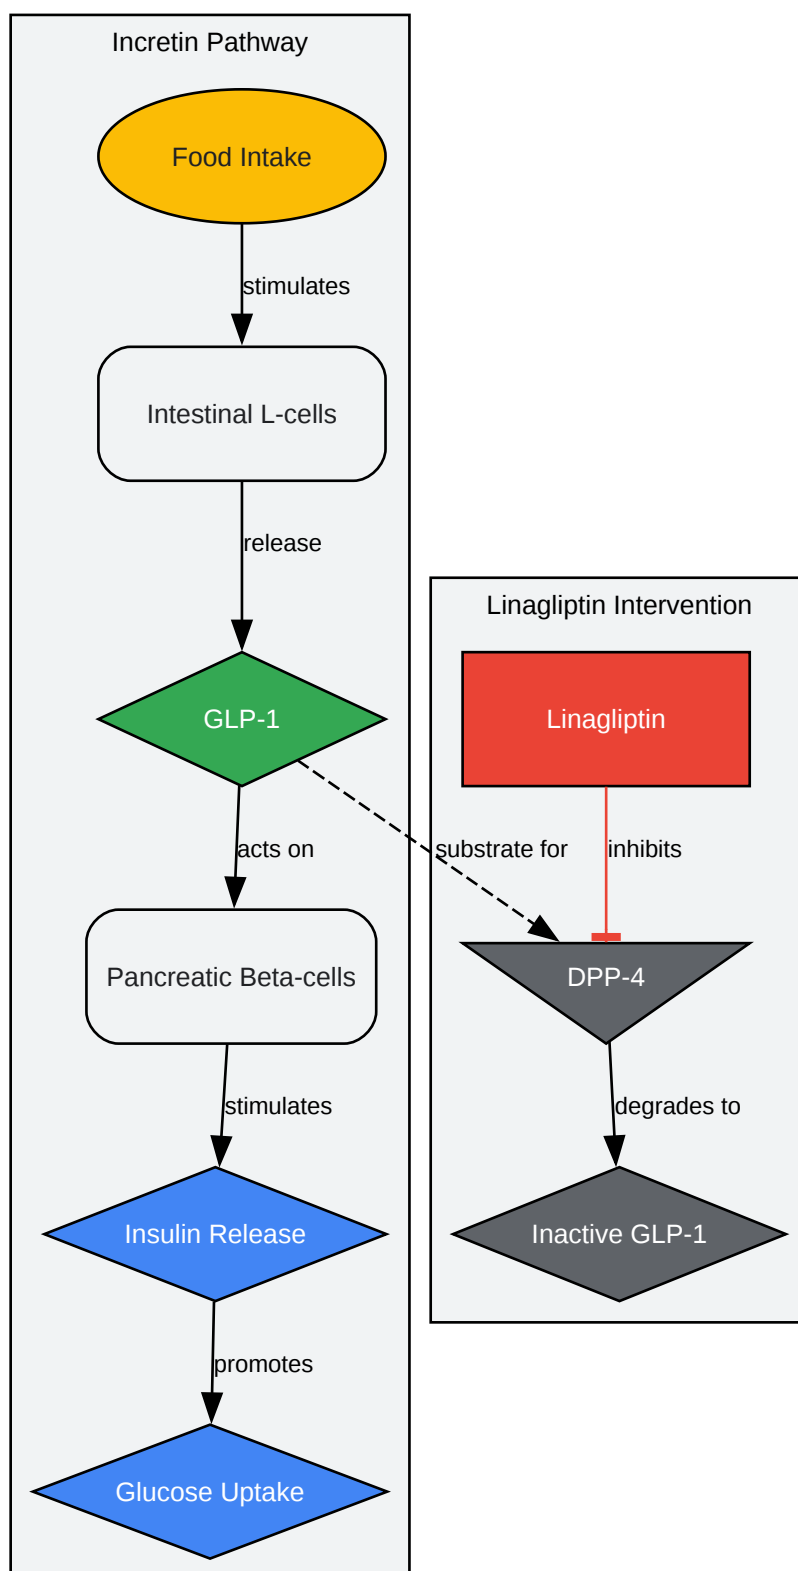 Incretin Pathway
Food Intake
stimulates
Intestinal L-cells
release
GLP-1
acts on
Pancreatic Beta-cells
stimulates
Insulin Release
promotes
Glucose Uptake
Linagliptin Intervention
Linagliptin
substrate for
inhibits
DPP-4
degrades to
Inactive GLP-1